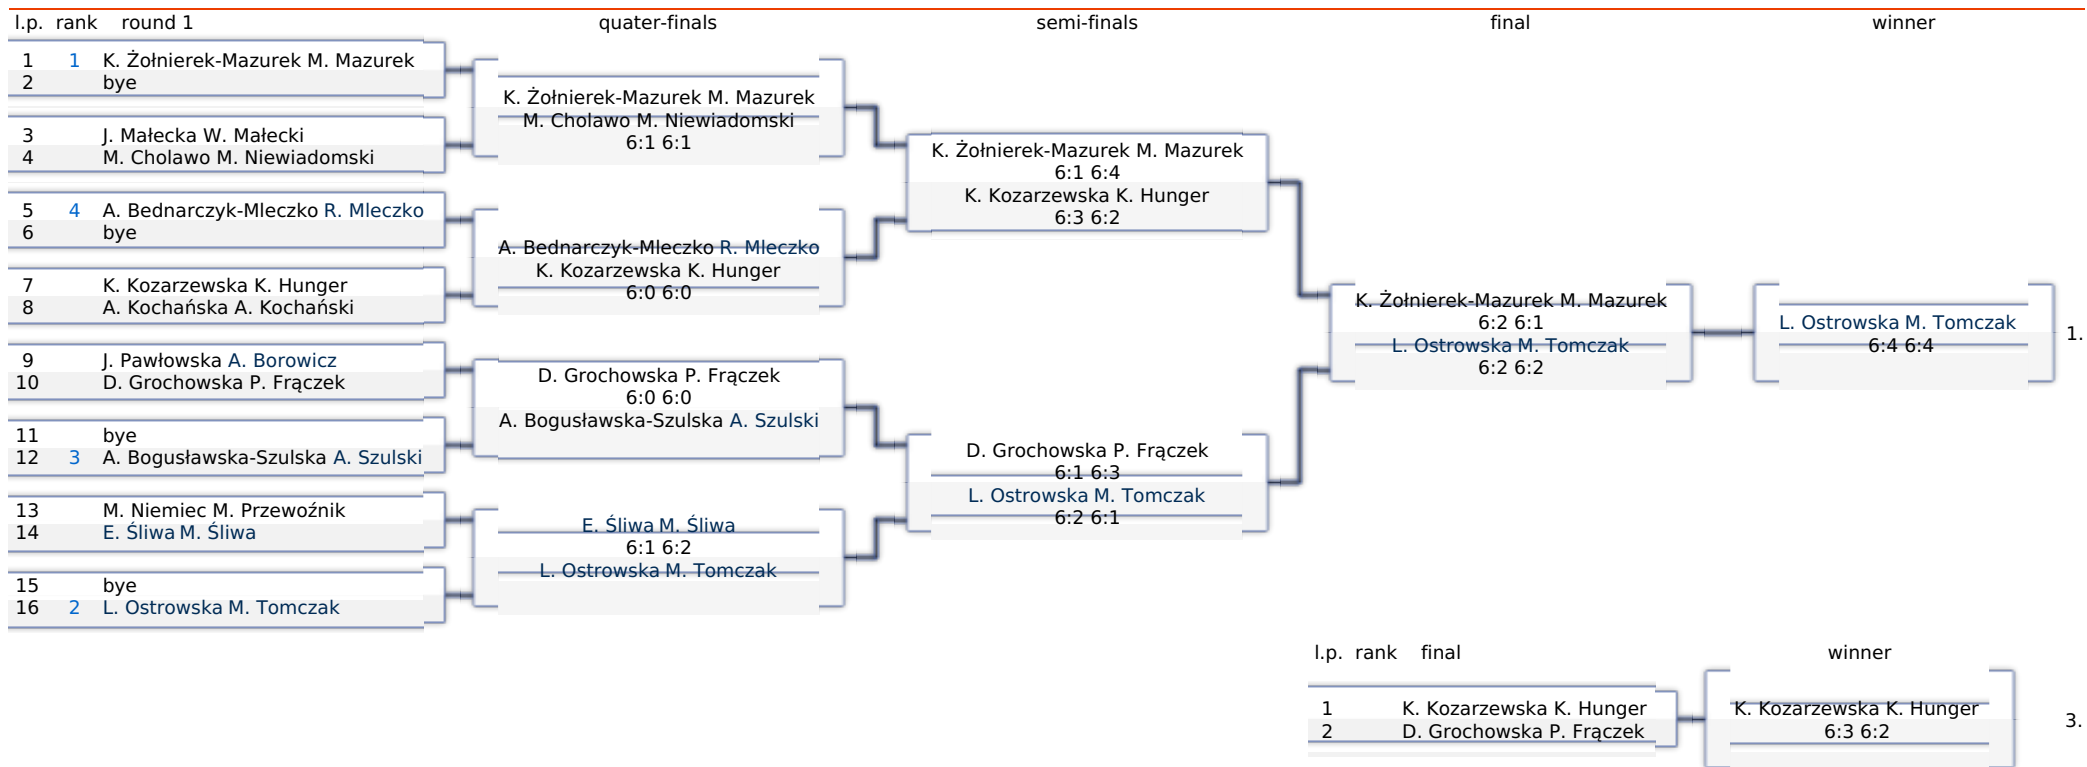 l.p. rank round 1 quater-finals semi-finals final winner
1 1 K. Żołnierek-Mazurek M. Mazurek
2 bye
3 J. Małecka W. Małecki
4 M. Cholawo M. Niewiadomski
5 4 A. Bednarczyk-Mleczko R. Mleczko
6 bye
7 K. Kozarzewska K. Hunger
8 A. Kochańska A. Kochański
9 J. Pawłowska A. Borowicz
10 D. Grochowska P. Frączek
11 bye
12 3 A. Bogusławska-Szulska A. Szulski
13 M. Niemiec M. Przewoźnik
14 E. Śliwa M. Śliwa
15 bye
16 2 L. Ostrowska M. Tomczak
K. Żołnierek-Mazurek M. Mazurek
M. Cholawo M. Niewiadomski
6:1 6:1
A. Bednarczyk-Mleczko R. Mleczko
K. Kozarzewska K. Hunger
6:0 6:0
D. Grochowska P. Frączek
6:0 6:0
A. Bogusławska-Szulska A. Szulski
E. Śliwa M. Śliwa
6:1 6:2
L. Ostrowska M. Tomczak
K. Żołnierek-Mazurek M. Mazurek
6:1 6:4
K. Kozarzewska K. Hunger
6:3 6:2
D. Grochowska P. Frączek
6:1 6:3
L. Ostrowska M. Tomczak
6:2 6:1
K. Żołnierek-Mazurek M. Mazurek
6:2 6:1
L. Ostrowska M. Tomczak
6:2 6:2
L. Ostrowska M. Tomczak
6:4 6:4
1.
l.p. rank final winner
1 K. Kozarzewska K. Hunger
2 D. Grochowska P. Frączek
K. Kozarzewska K. Hunger
6:3 6:2
3.